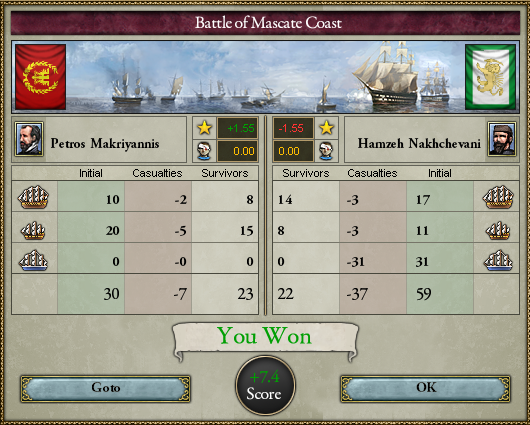 Battle of Mascate Coast
Petros Makriyannis +1.55 0.00 -1.55 0.00 Hamzeh Nakhchevani
Initial Casualties Survivors Survivors Casualties Initial
10 -2 8 14 -3 17
20 -5 15 8 -3 11
0 -0 0 0 -31 31
30 -7 23 22 -37 59
You Won
Goto +7.4 Score OK